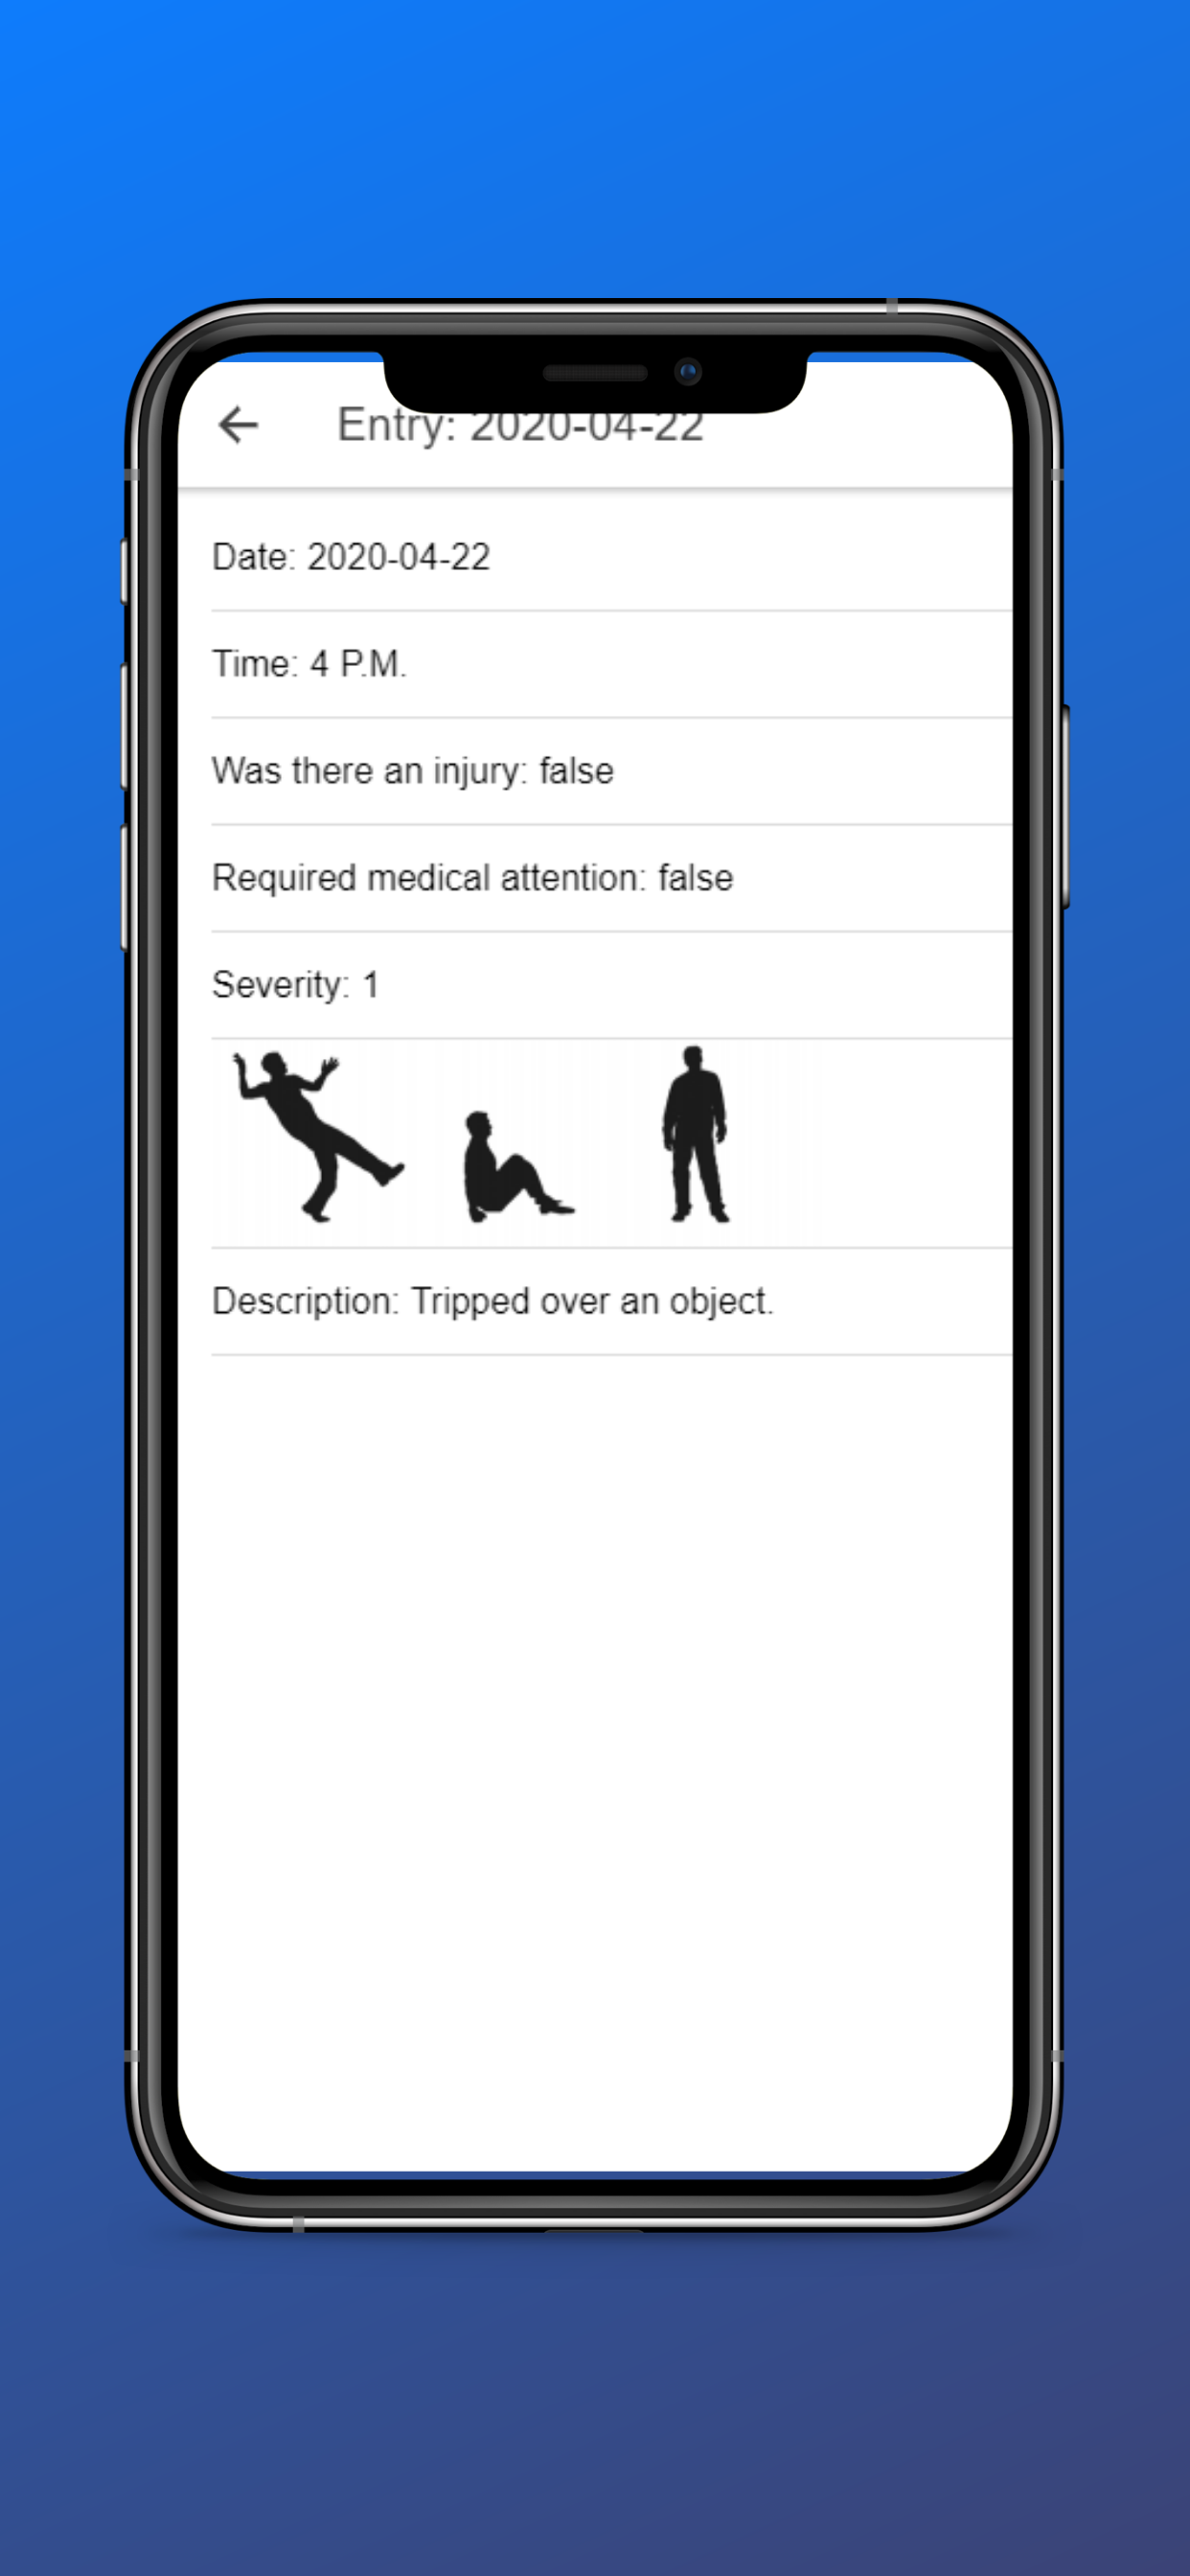 Entry: 2020-04-22
Date: 2020-04-22
Time: 4 P.M.
Was there an injury: false
Required medical attention: false
Severity: 1
Description: Tripped over an object.